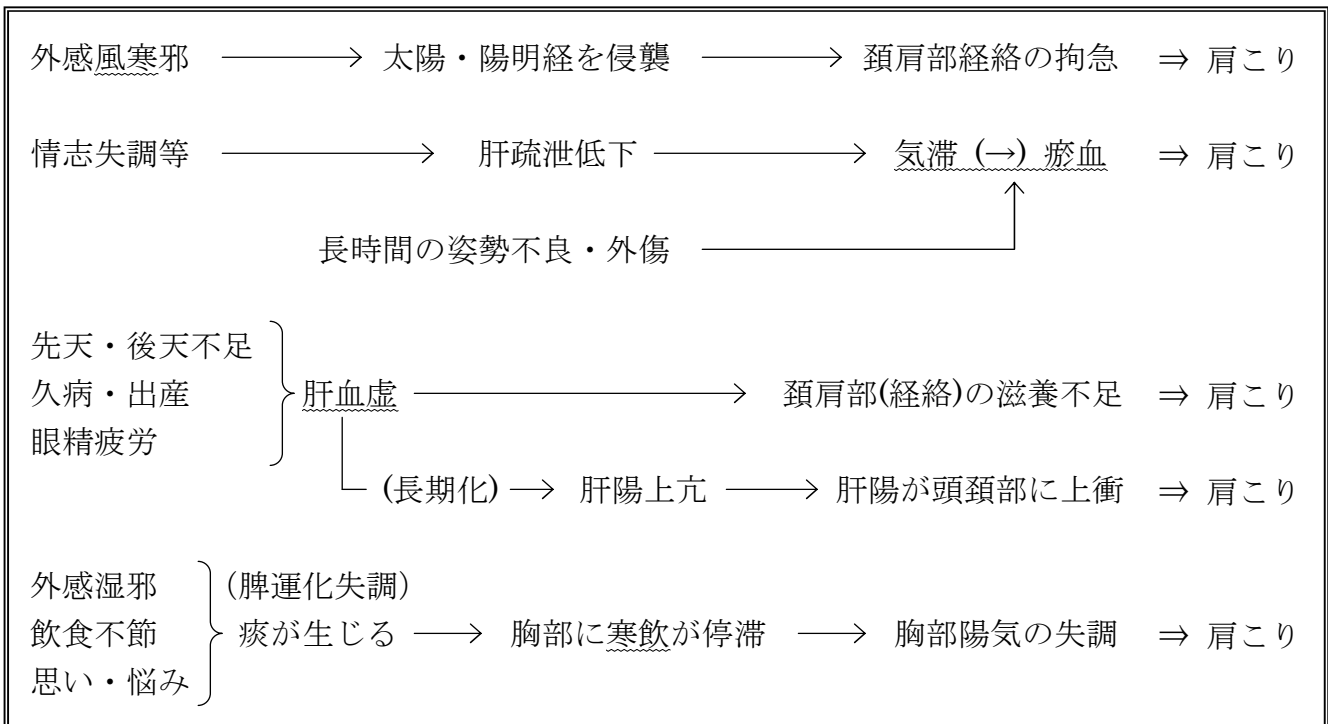 外感風寒邪 ⟶ 太陽・陽明経を侵襲 ⟶ 頚肩部経絡の拘急 ⇒ 肩こり
情志失調等 ⟶ 肝疏泄低下 ⟶ 気滞 (→) 瘀血 ⇒ 肩こり
長時間の姿勢不良・外傷
先天・後天不足
久病・出産
眼精疲労
肝血虚 ⟶ 頚肩部(経絡)の滋養不足 ⇒ 肩こり
(長期化) → 肝陽上亢 ⟶ 肝陽が頭頚部に上衝 ⇒ 肩こり
外感湿邪
飲食不節
思い・悩み
(脾運化失調)
痰が生じる ⟶ 胸部に寒飲が停滞 ⟶ 胸部陽気の失調 ⇒ 肩こり